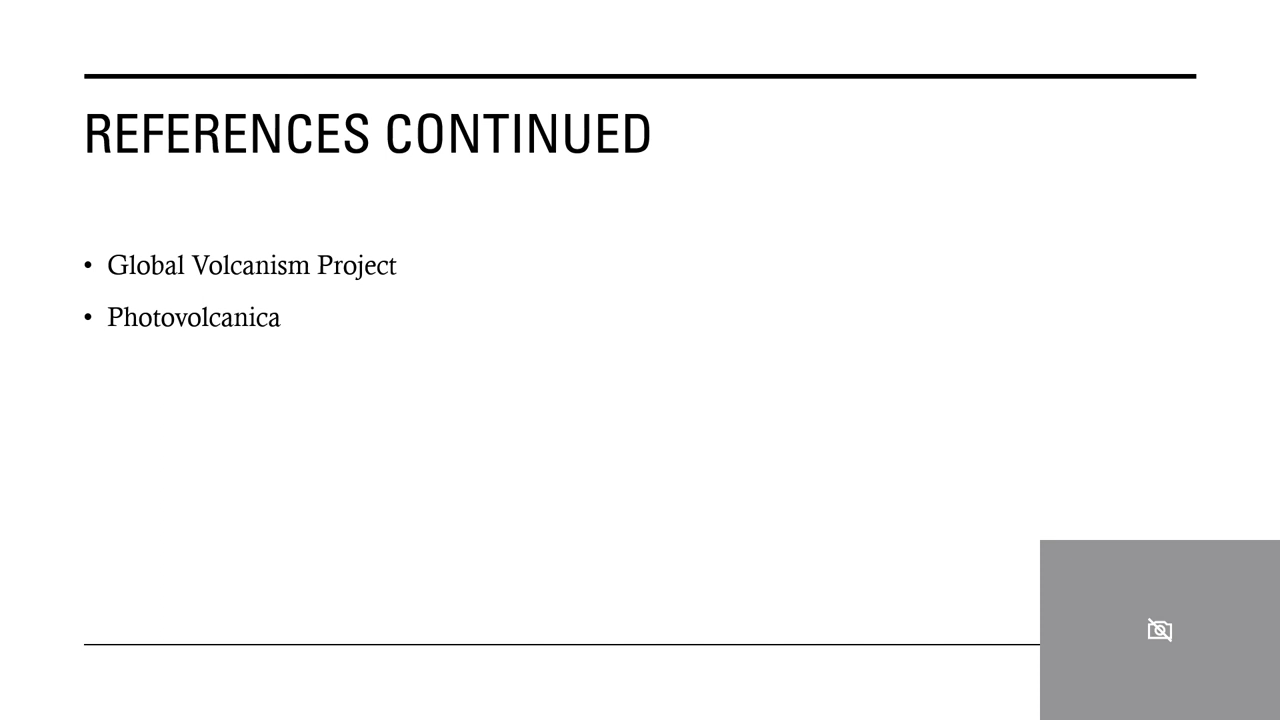 REFERENCES CONTINUED
• Global Volcanism Project
• Photovolcanica